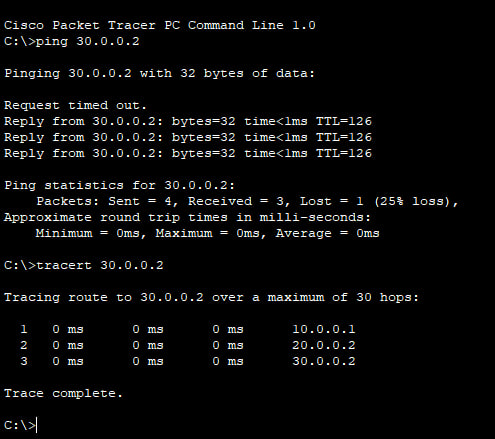 Cisco Packet Tracer PC Command Line 1.0
C:\>ping 30.0.0.2
Pinging 30.0.0.2 with 32 bytes of data:
Request timed out.
Reply from 30.0.0.2: bytes=32 time<1ms TTL=126
Reply from 30.0.0.2: bytes=32 time<1ms TTL=126
Reply from 30.0.0.2: bytes=32 time<1ms TTL=126
Ping statistics for 30.0.0.2:
    Packets: Sent = 4, Received = 3, Lost = 1 (25% loss),
Approximate round trip times in milli-seconds:
    Minimum = 0ms, Maximum = 0ms, Average = 0ms
C:\>tracert 30.0.0.2
Tracing route to 30.0.0.2 over a maximum of 30 hops:
  1   0 ms      0 ms      0 ms      10.0.0.1
  2   0 ms      0 ms      0 ms      20.0.0.2
  3   0 ms      0 ms      0 ms      30.0.0.2
Trace complete.
C:\>